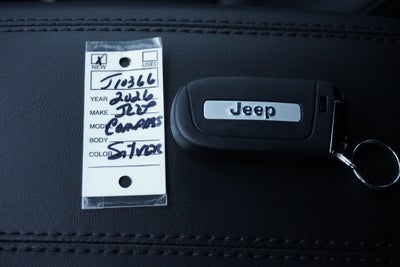 X
NEW USED
J10366
YEAR 2026
MAKE JEEP
MODEL COMPASS
BODY
COLOR SILVER
Jeep